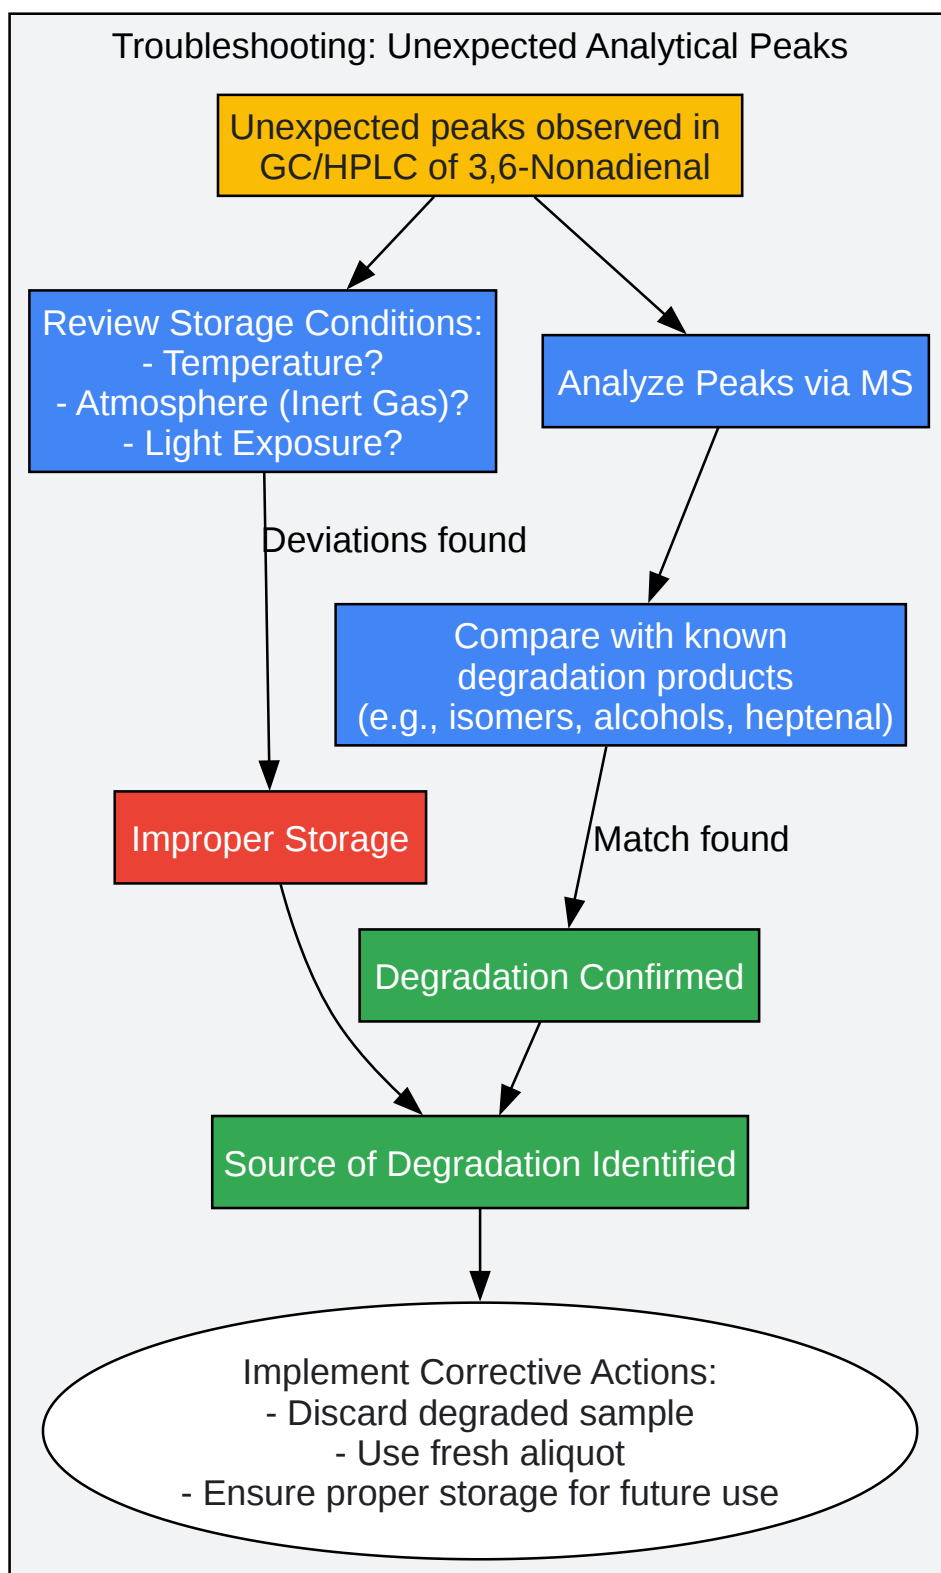 Troubleshooting: Unexpected Analytical Peaks
Unexpected peaks observed in
GC/HPLC of 3,6-Nonadienal
Review Storage Conditions:
- Temperature?
- Atmosphere (Inert Gas)?
- Light Exposure?
Analyze Peaks via MS
Deviations found
Compare with known
degradation products
(e.g., isomers, alcohols, heptenal)
Improper Storage
Match found
Degradation Confirmed
Source of Degradation Identified
Implement Corrective Actions:
- Discard degraded sample
- Use fresh aliquot
- Ensure proper storage for future use